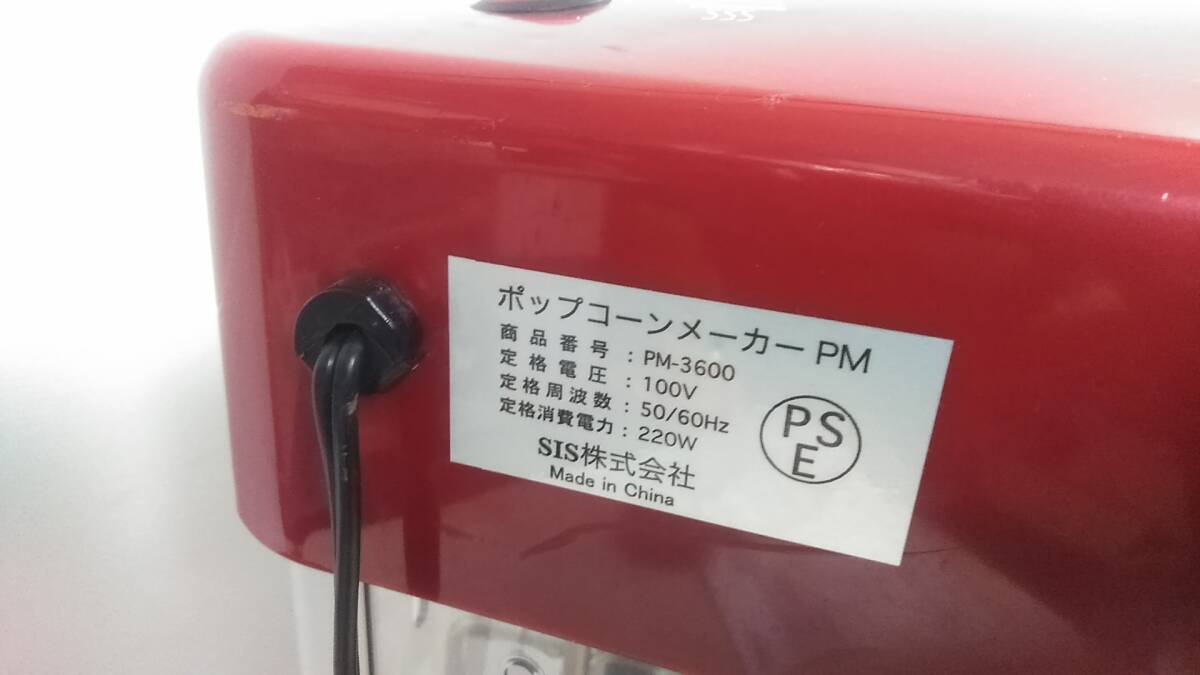 ポップコーンメーカーPM
商品番号：PM-3600
定格電圧：100V
定格周波数：50/60Hz
定格消費電力：220W
SIS株式会社
Made in China
PS
E